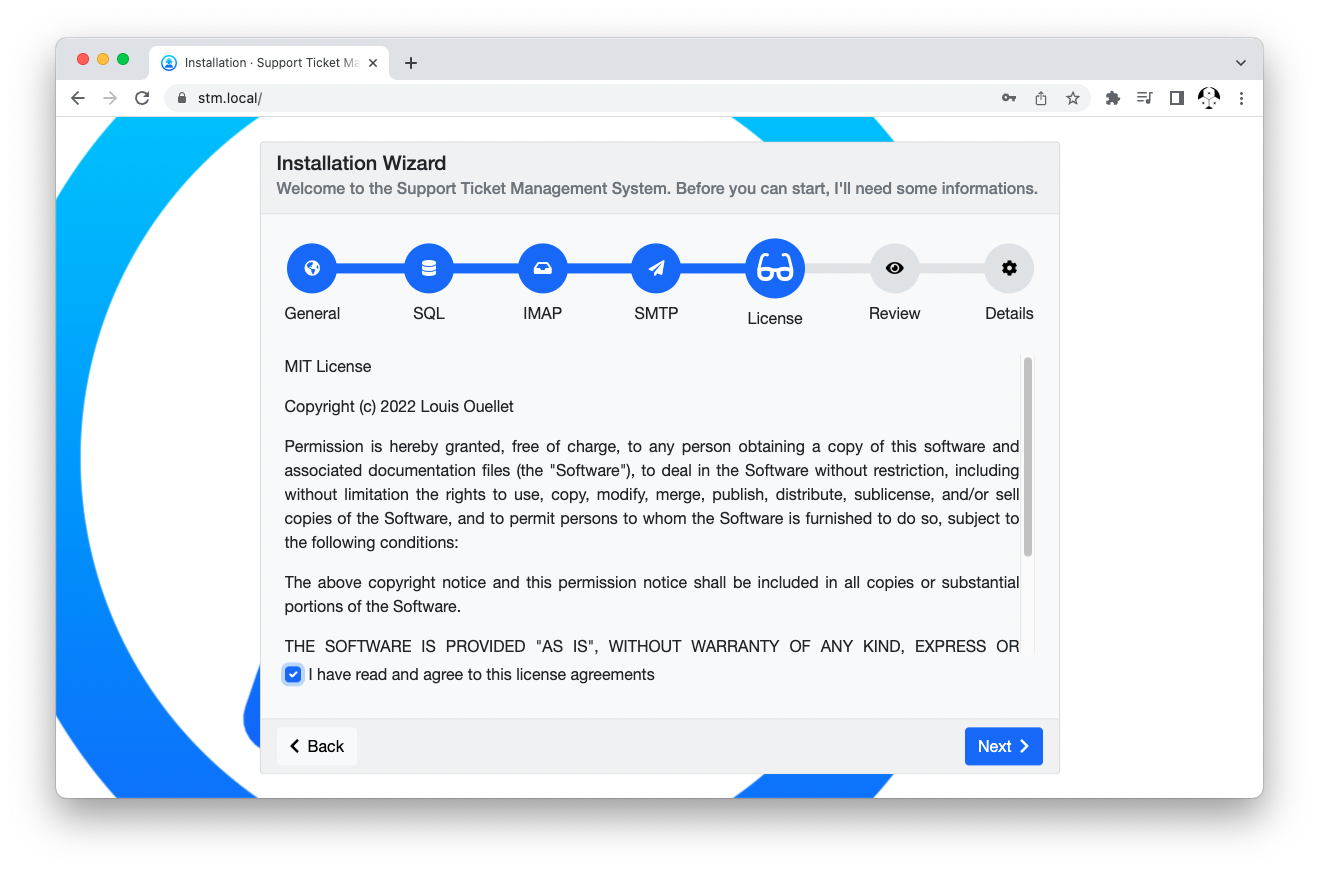 Installation · Support Ticket Ma
stm.local/
Installation Wizard
Welcome to the Support Ticket Management System. Before you can start, I'll need some informations.
General SQL IMAP SMTP License Review Details
MIT License
Copyright (c) 2022 Louis Ouellet
Permission is hereby granted, free of charge, to any person obtaining a copy of this software and
associated documentation files (the "Software"), to deal in the Software without restriction, including
without limitation the rights to use, copy, modify, merge, publish, distribute, sublicense, and/or sell
copies of the Software, and to permit persons to whom the Software is furnished to do so, subject to
the following conditions:
The above copyright notice and this permission notice shall be included in all copies or substantial
portions of the Software.
THE SOFTWARE IS PROVIDED "AS IS", WITHOUT WARRANTY OF ANY KIND, EXPRESS OR
I have read and agree to this license agreements
Back
Next